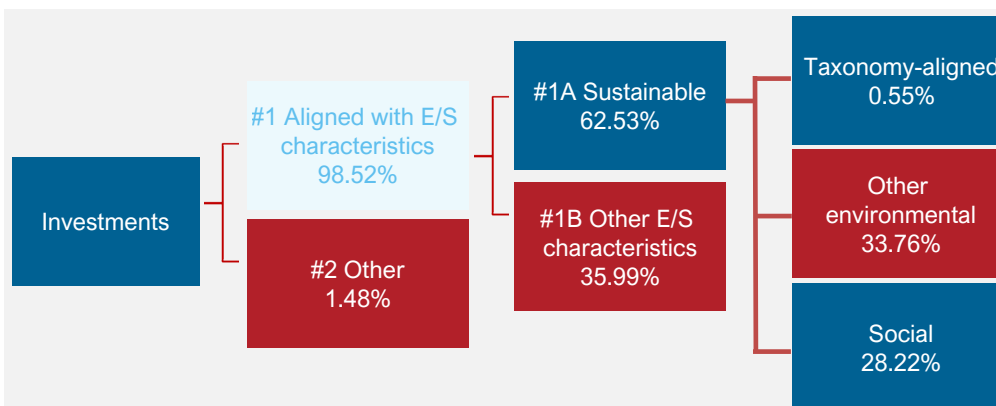 Investments
#1 Aligned with E/S
characteristics
98.52%
#2 Other
1.48%
#1A Sustainable
62.53%
#1B Other E/S
characteristics
35.99%
Taxonomy-aligned
0.55%
Other
environmental
33.76%
Social
28.22%